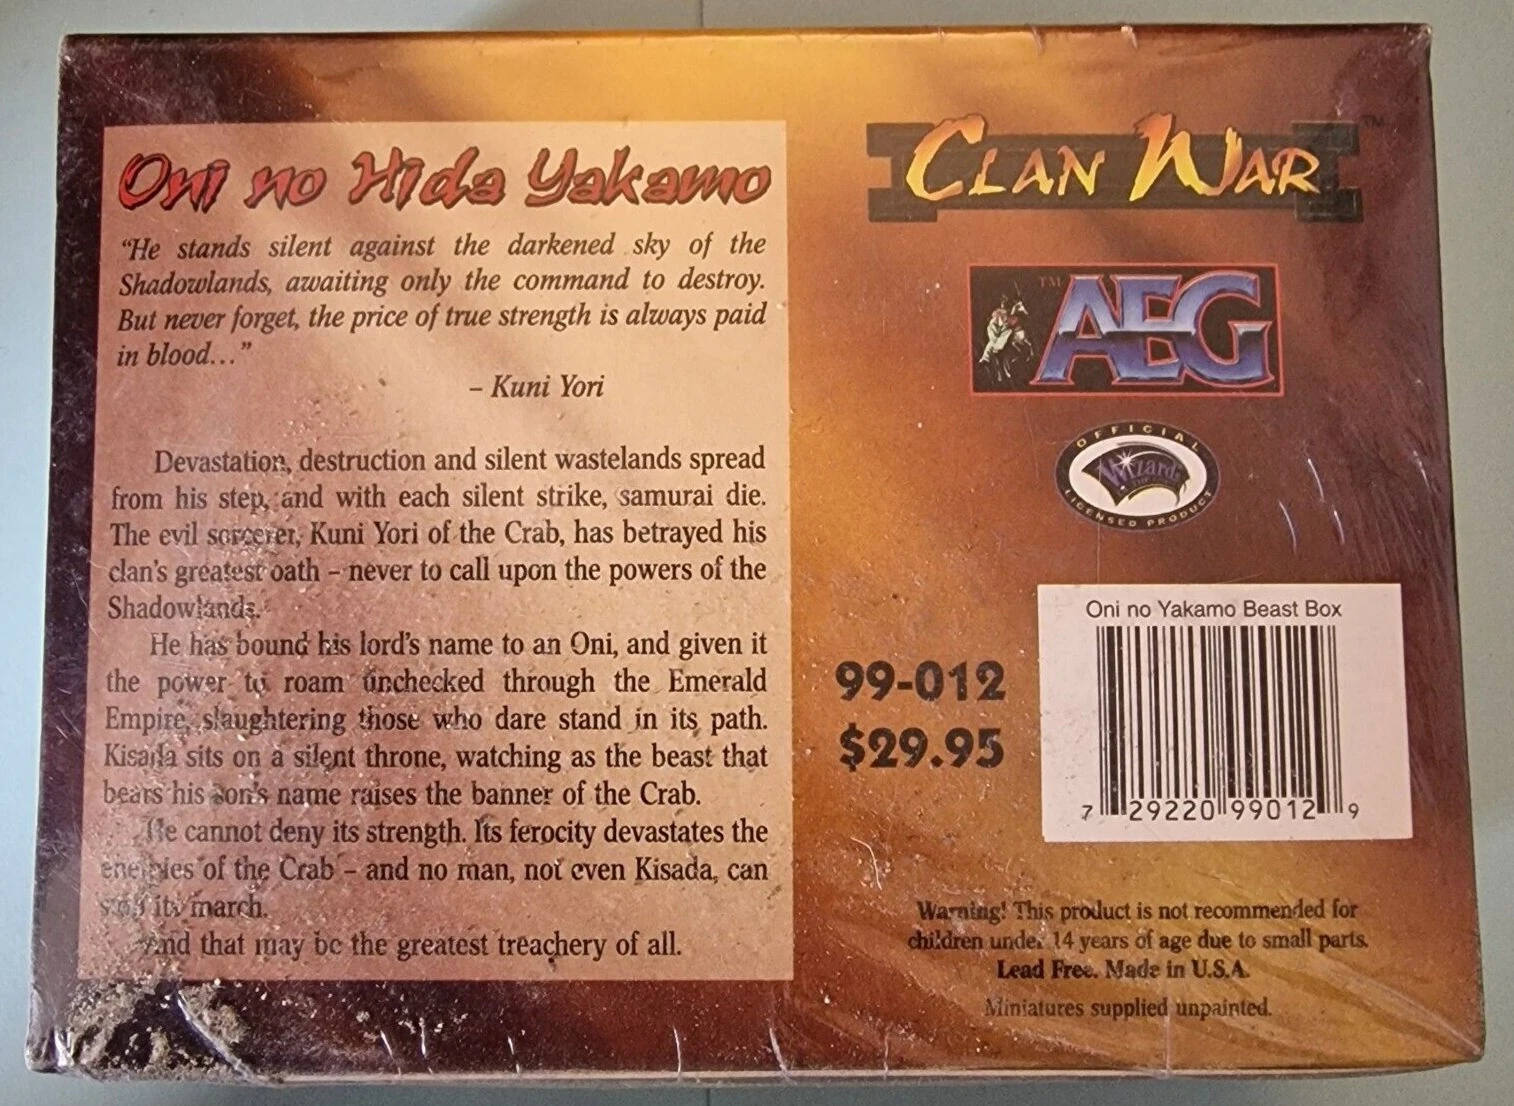 Oni no Hida Yakamo
“He stands silent against the darkened sky of the
Shadowlands, awaiting only the command to destroy.
But never forget, the price of true strength is always paid
in blood…”
– Kuni Yori
Devastation, destruction and silent wastelands spread
from his step, and with each silent strike, samurai die.
The evil sorcerer, Kuni Yori of the Crab, has betrayed his
clan's greatest oath – never to call upon the powers of the
Shadowlands.
He has bound his lord's name to an Oni, and given it
the power to roam unchecked through the Emerald
Empire, slaughtering those who dare stand in its path.
Kisada sits on a silent throne, watching as the beast that
bears his son's name raises the banner of the Crab.
He cannot deny its strength. Its ferocity devastates the
enemies of the Crab – and no man, not even Kisada, can
stop its march.
And that may be the greatest treachery of all.
CLAN WAR TM
TM AEG
OFFICIAL
Wizards
LICENSED PRODUCT
Oni no Yakamo Beast Box
7 29220 99012 9
99-012
$29.95
Warning! This product is not recommended for
children under 14 years of age due to small parts.
Lead Free. Made in U.S.A.
Miniatures supplied unpainted.